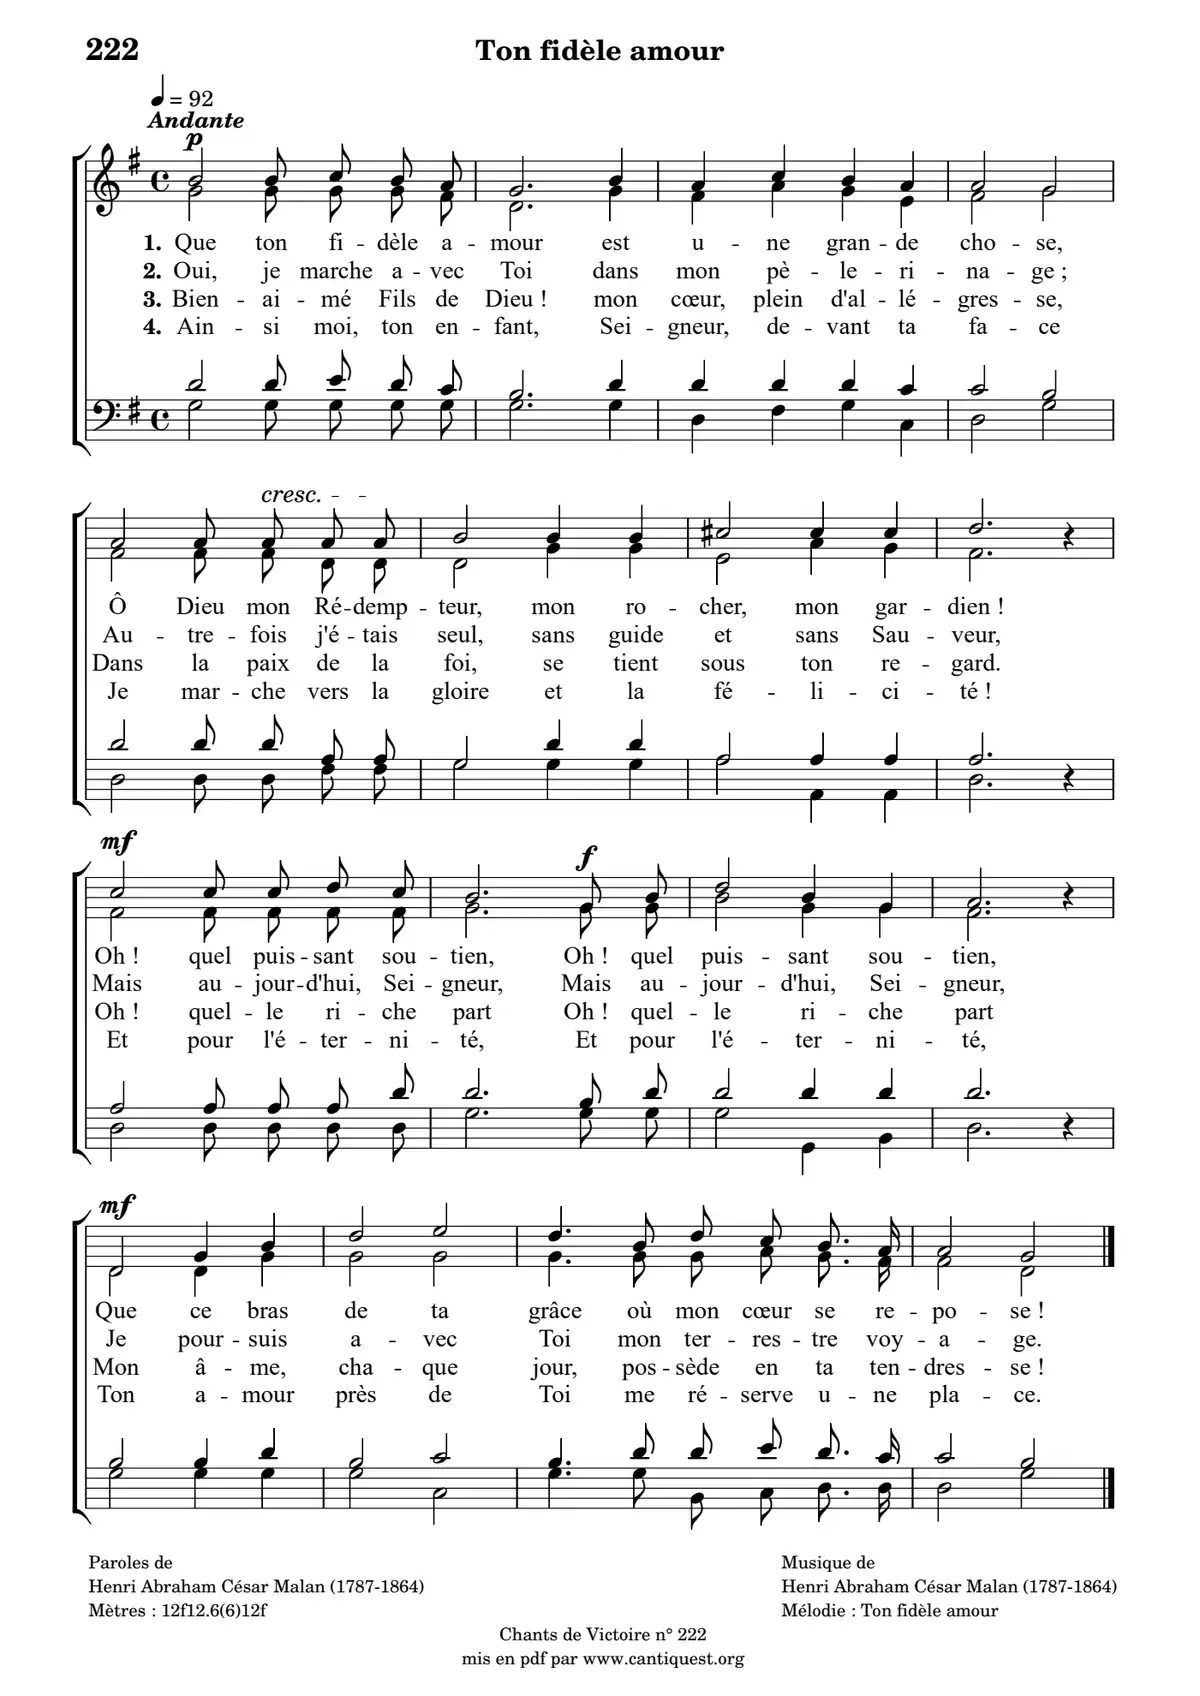 222
Ton fidèle amour
= 92
Andante
p
1. Que ton fi - dèle a - mour est u - ne gran - de cho - se,
2. Oui, je marche a - vec Toi dans mon pè - le - ri - na - ge ;
3. Bien - ai - mé Fils de Dieu ! mon cœur, plein d'al - lé - gres - se,
4. Ain - si moi, ton en - fant, Sei - gneur, de - vant ta fa - ce
cresc. - -
Ô Dieu mon Ré - demp - teur, mon ro - cher, mon gar - dien !
Au - tre - fois j'é - tais seul, sans guide et sans Sau - veur,
Dans la paix de la foi, se tient sous ton re - gard.
Je mar - che vers la gloire et la fé - li - ci - té !
mf
f
Oh ! quel puis - sant sou - tien, Oh ! quel puis - sant sou - tien,
Mais au - jour - d'hui, Sei - gneur, Mais au - jour - d'hui, Sei - gneur,
Oh ! quel - le ri - che part Oh ! quel - le ri - che part
Et pour l'é - ter - ni - té, Et pour l'é - ter - ni - té,
mf
Que ce bras de ta grâce où mon cœur se re - po - se !
Je pour - suis a - vec Toi mon ter - res - tre voy - a - ge.
Mon â - me, cha - que jour, pos - sède en ta ten - dres - se !
Ton a - mour près de Toi me ré - serve u - ne pla - ce.
Paroles de
Henri Abraham César Malan (1787-1864)
Mètres : 12f12.6(6)12f
Musique de
Henri Abraham César Malan (1787-1864)
Mélodie : Ton fidèle amour
Chants de Victoire n° 222
mis en pdf par www.cantiquest.org